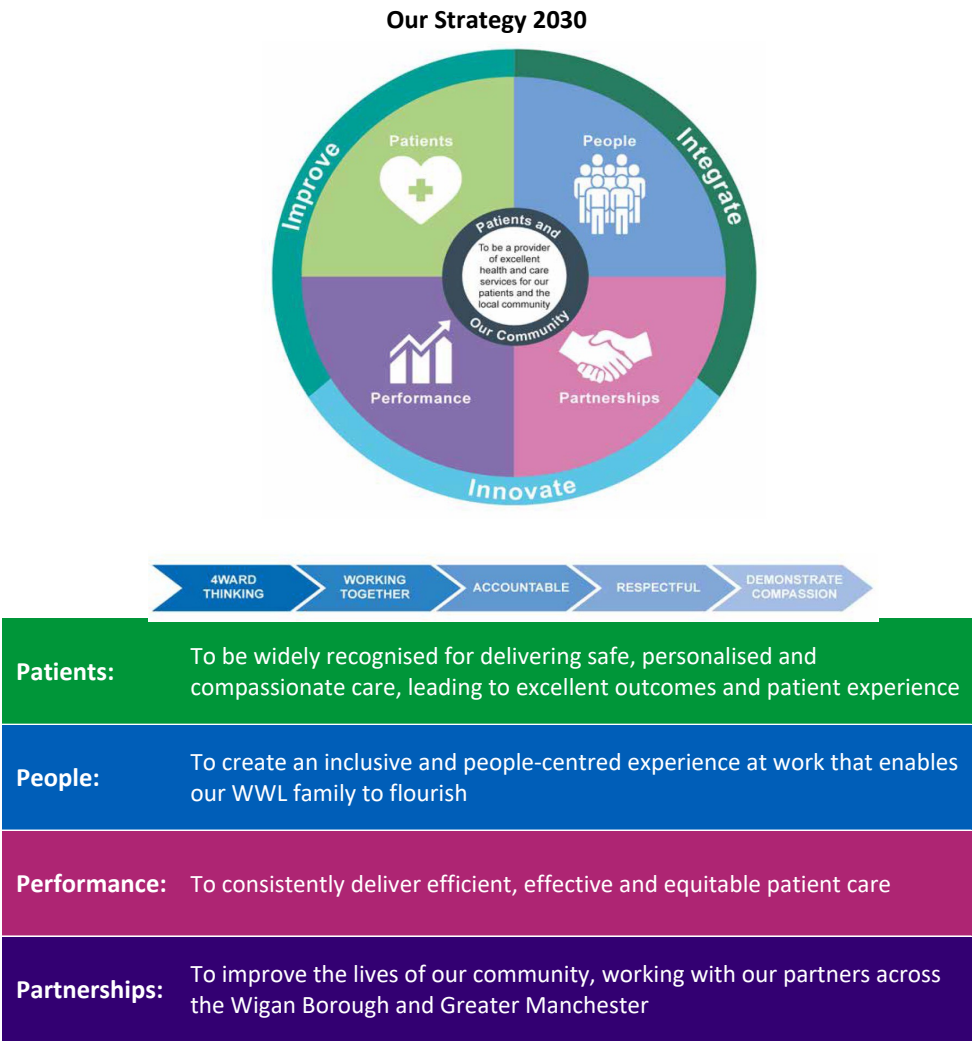 Our Strategy 2030
Improve
Integrate
Innovate
Patients
People
Patients and
To be a provider
of excellent
health and care
services for our
patients and the
local community
Our Community
Performance
Partnerships
4WARD
THINKING
WORKING
TOGETHER
ACCOUNTABLE
RESPECTFUL
DEMONSTRATE
COMPASSION
Patients:
To be widely recognised for delivering safe, personalised and
compassionate care, leading to excellent outcomes and patient experience
People:
To create an inclusive and people-centred experience at work that enables
our WWL family to flourish
Performance:
To consistently deliver efficient, effective and equitable patient care
Partnerships:
To improve the lives of our community, working with our partners across
the Wigan Borough and Greater Manchester